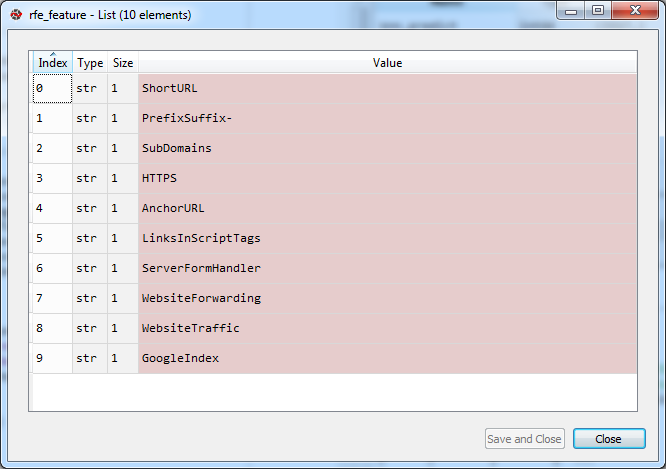 rfe_feature - List (10 elements)
Index Type Size Value
0 str 1 ShortURL
1 str 1 PrefixSuffix-
2 str 1 SubDomains
3 str 1 HTTPS
4 str 1 AnchorURL
5 str 1 LinksInScriptTags
6 str 1 ServerFormHandler
7 str 1 WebsiteForwarding
8 str 1 WebsiteTraffic
9 str 1 GoogleIndex
Save and Close Close